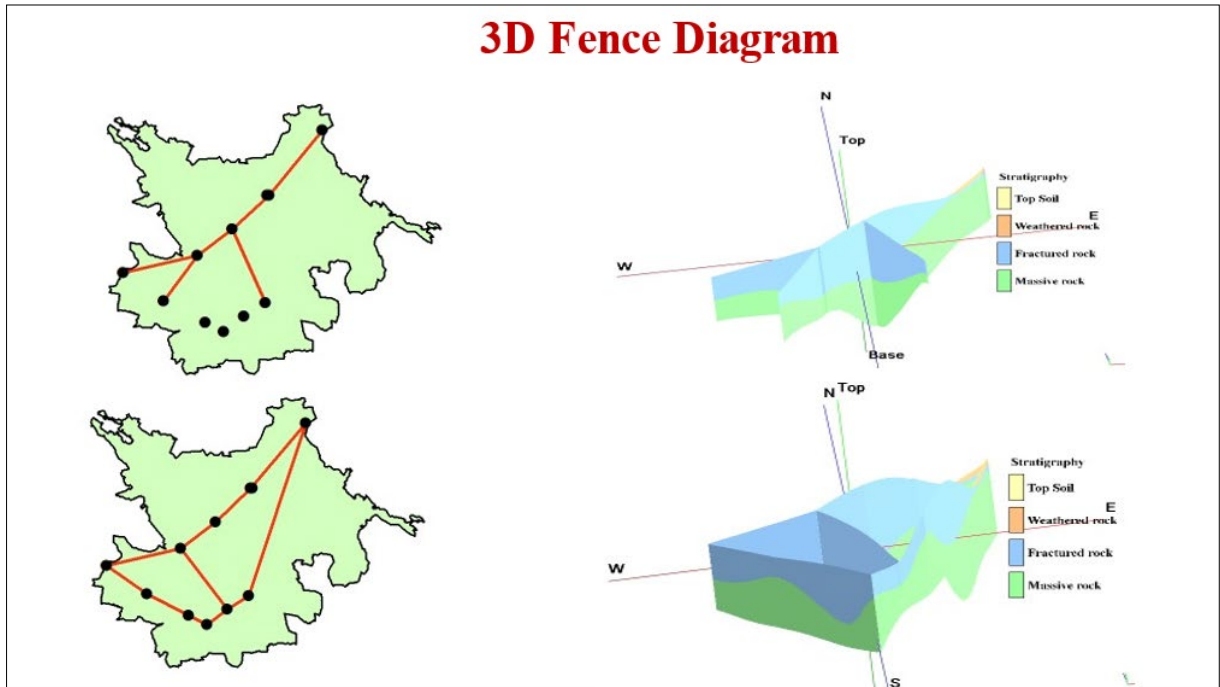 3D Fence Diagram
N
Top
Stratigraphy
Top Soil
E
Weathered rock
Fractured rock
W
Massive rock
Base
N Top
Stratigraphy
Top Soil
E
Weathered rock
Fractured rock
W
Massive rock
S